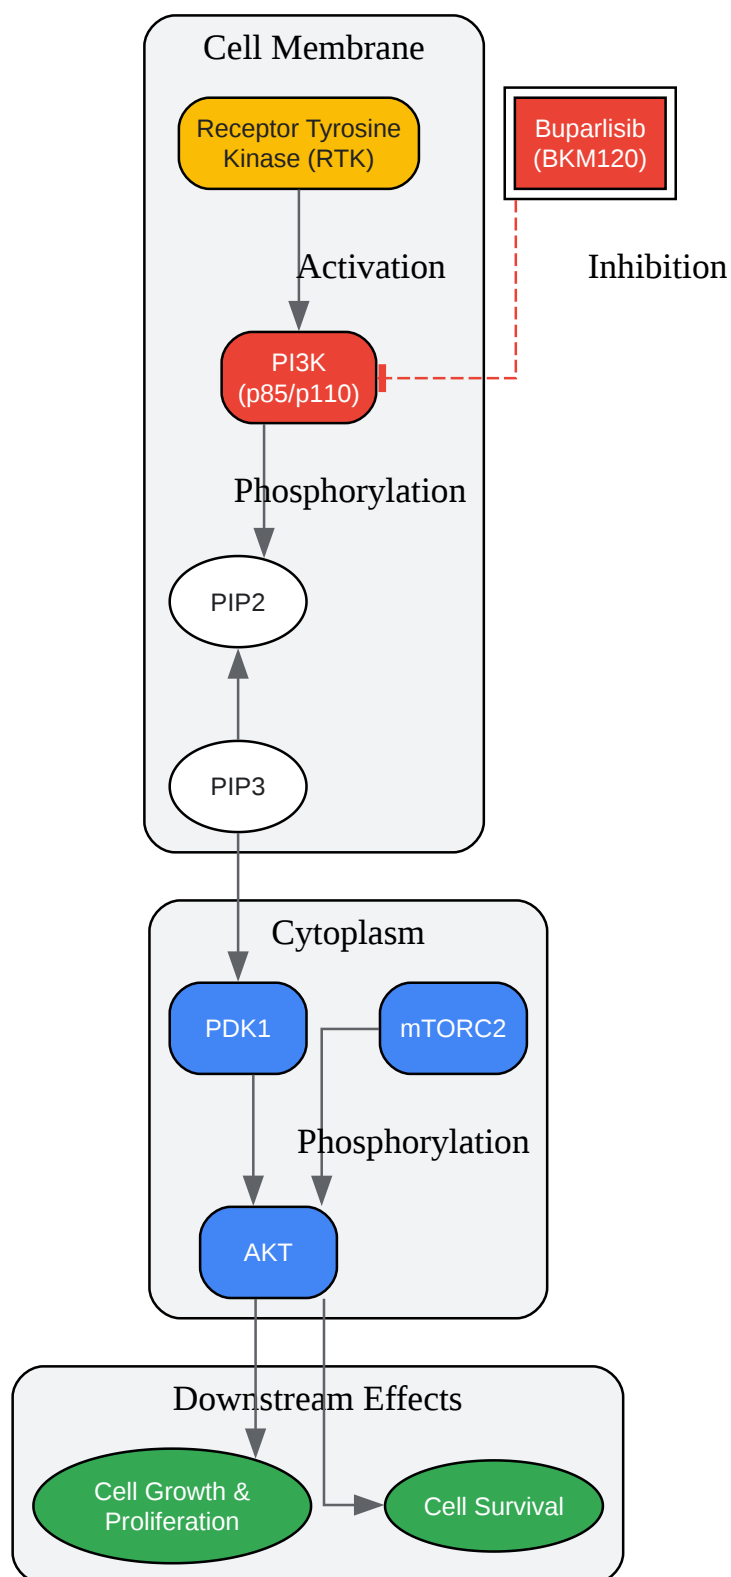 Cell Membrane
Receptor Tyrosine
Kinase (RTK)
Buparlisib
(BKM120)
Activation
Inhibition
PI3K
(p85/p110)
Phosphorylation
PIP2
PIP3
Cytoplasm
PDK1
mTORC2
Phosphorylation
AKT
Downstream Effects
Cell Growth &
Proliferation
Cell Survival